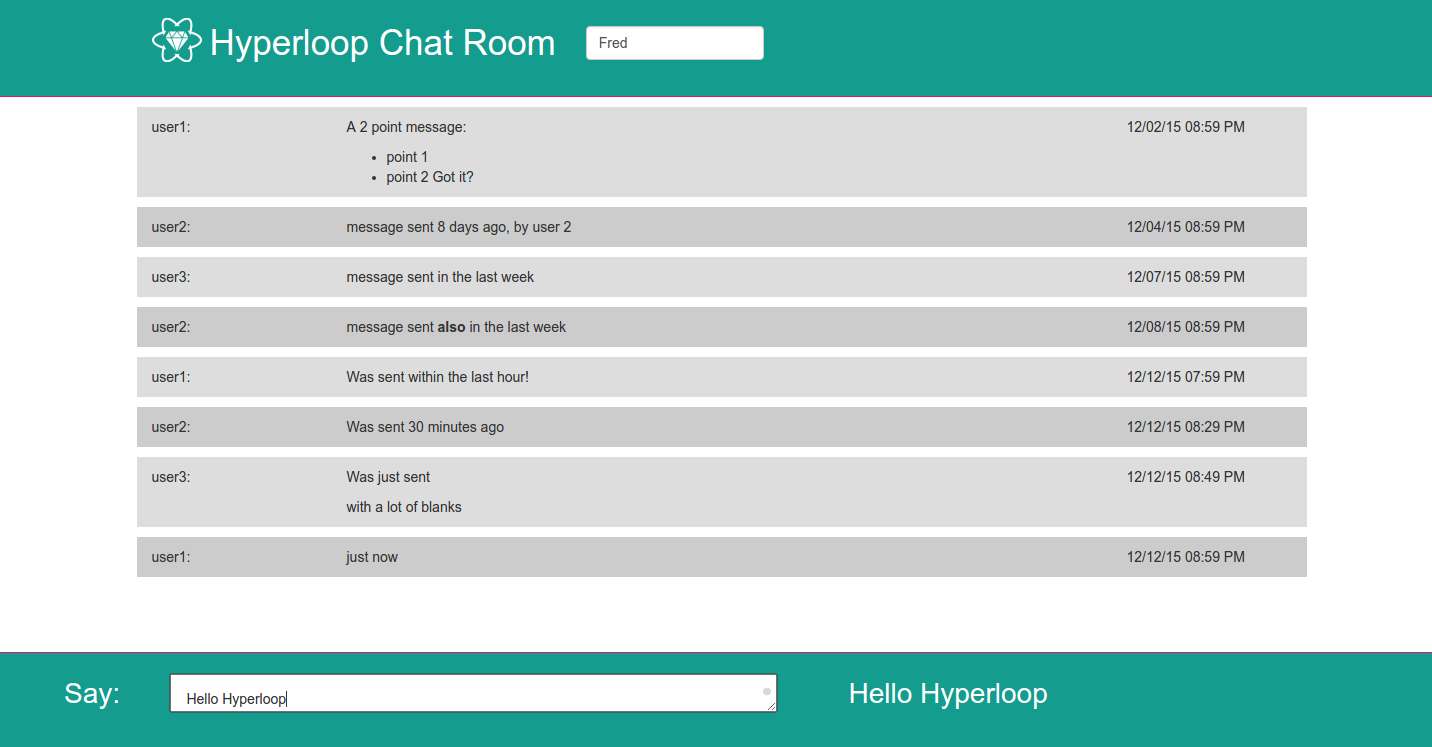 Hyperloop Chat Room Fred
user1: A 2 point message: 12/02/15 08:59 PM
• point 1
• point 2 Got it?
user2: message sent 8 days ago, by user 2 12/04/15 08:59 PM
user3: message sent in the last week 12/07/15 08:59 PM
user2: message sent also in the last week 12/08/15 08:59 PM
user1: Was sent within the last hour! 12/12/15 07:59 PM
user2: Was sent 30 minutes ago 12/12/15 08:29 PM
user3: Was just sent 12/12/15 08:49 PM
with a lot of blanks
user1: just now 12/12/15 08:59 PM
Say: Hello Hyperloop Hello Hyperloop